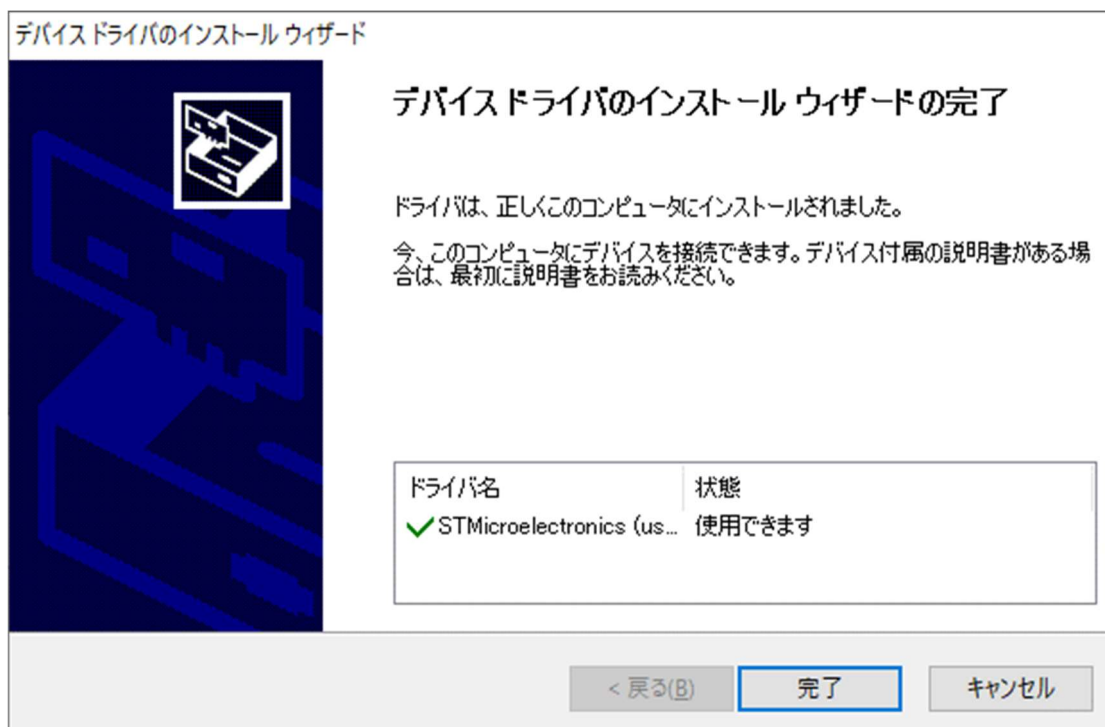 デバイス ドライバのインストール ウィザード
デバイス ドライバのインストール ウィザードの完了
ドライバは、正しくこのコンピュータにインストールされました。
今、このコンピュータにデバイスを接続できます。デバイス付属の説明書がある場
合は、最初に説明書をお読みください。
ドライバ名 状態
STMicroelectronics (us... 使用できます
< 戻る(B) 完了 キャンセル